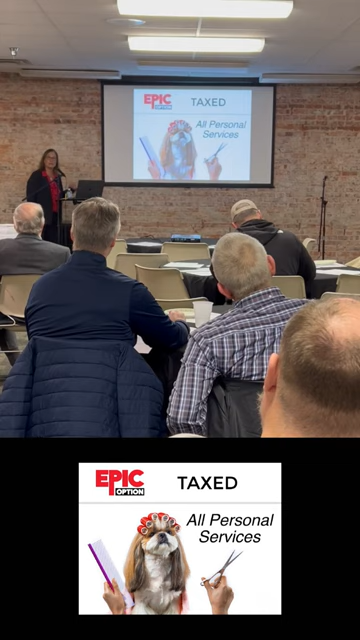 EPIC
OPTION
TAXED
All Personal
Services
EPIC
OPTION
TAXED
All Personal
Services